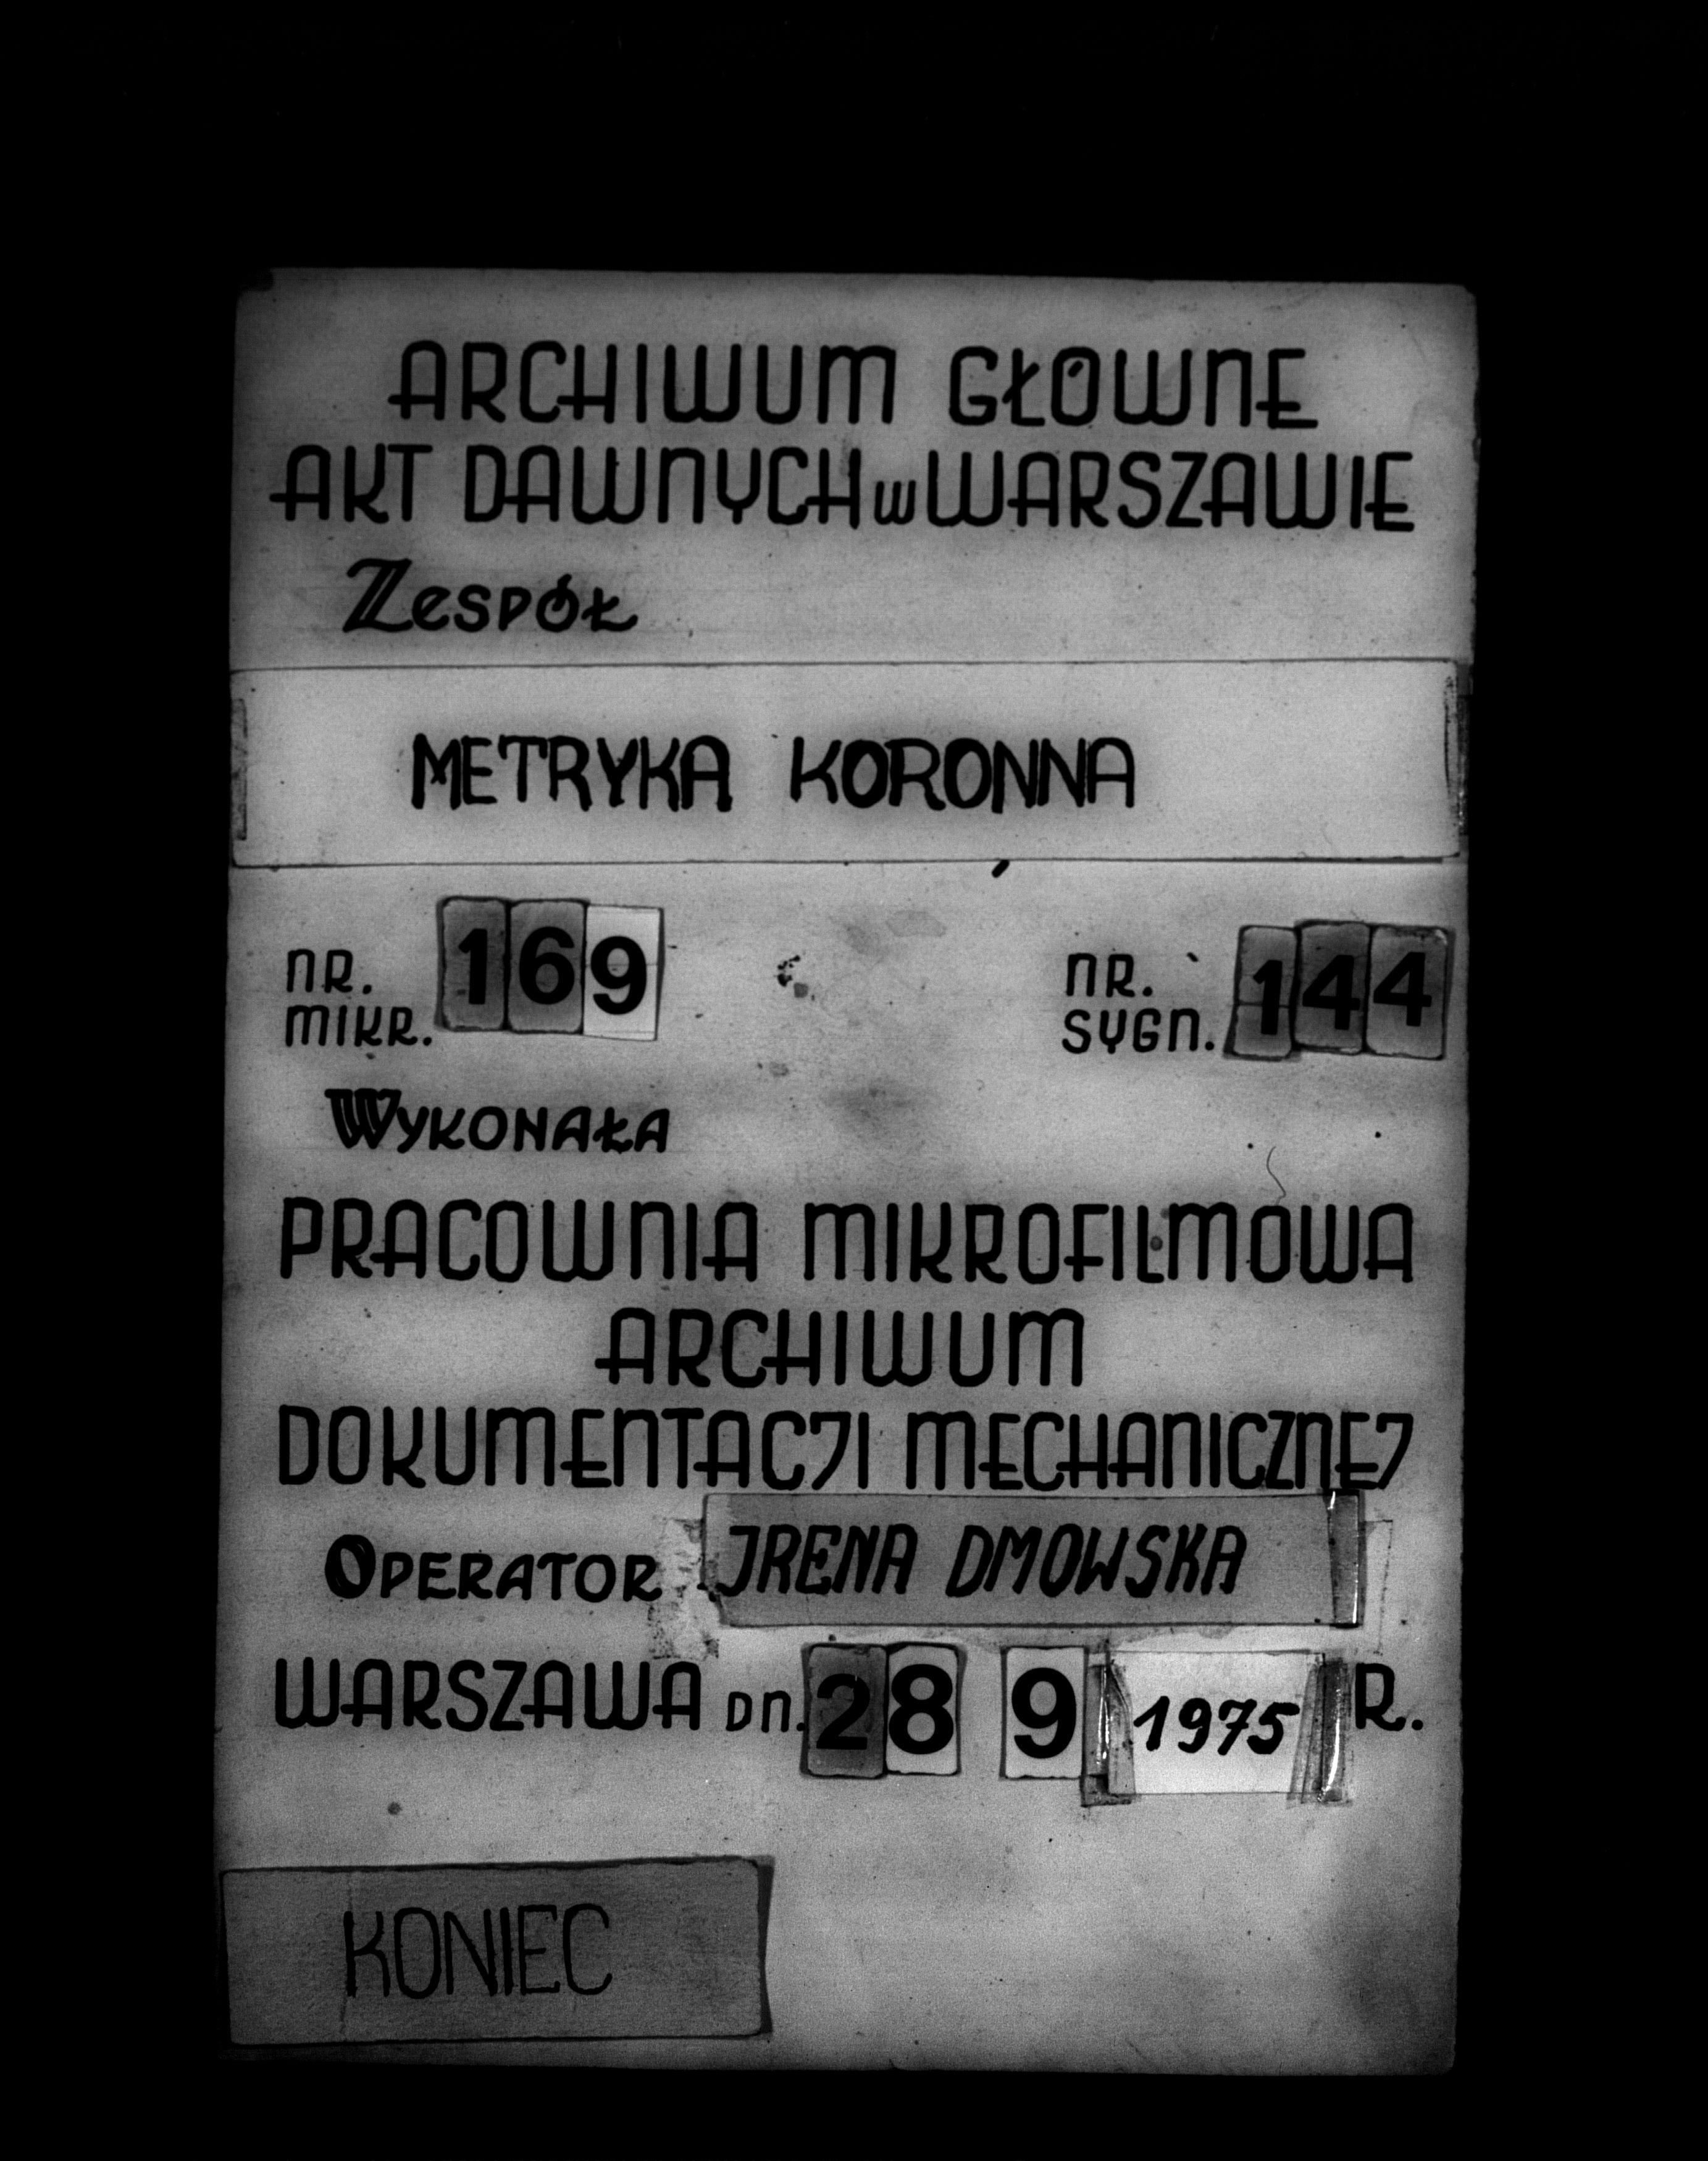 ARCHIWUM GŁÓWNE
AKT DAWNYCH w WARSZAWIE
Zespół
METRYKA KORONNA
NR. MIKR. 169
NR. SYGN. 144
WYKONAŁA
PRACOWNIA MIKROFILMOWA
ARCHIWUM
DOKUMENTACJI MECHANICZNEJ
OPERATOR IRENA DMOWSKA
WARSZAWA DN. 28 9 1975 R.
KONIEC